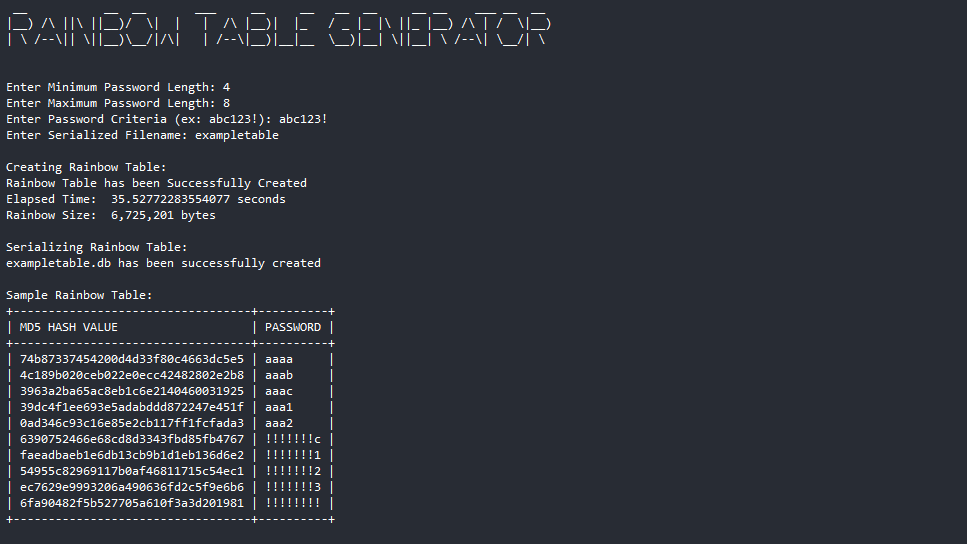 RAINBOW TABLE GENERATOR
Enter Minimum Password Length: 4
Enter Maximum Password Length: 8
Enter Password Criteria (ex: abc123!): abc123!
Enter Serialized Filename: exampletable
Creating Rainbow Table:
Rainbow Table has been Successfully Created
Elapsed Time:  35.52772283554077 seconds
Rainbow Size:  6,725,201 bytes
Serializing Rainbow Table:
exampletable.db has been successfully created
Sample Rainbow Table:
+----------------------------------+----------+
| MD5 HASH VALUE                   | PASSWORD |
+----------------------------------+----------+
| 74b87337454200d4d33f80c4663dc5e5 | aaaa     |
| 4c189b020ceb022e0ecc42482802e2b8 | aaab     |
| 3963a2ba65ac8eb1c6e2140460031925 | aaac     |
| 39dc4f1ee693e5adabddd872247e451f | aaa1     |
| 0ad346c93c16e85e2cb117ff1fcfada3 | aaa2     |
| 6390752466e68cd8d3343fbd85fb4767 | !!!!!!!c |
| faeadbaeb1e6db13cb9b1d1eb136d6e2 | !!!!!!!1 |
| 54955c82969117b0af46811715c54ec1 | !!!!!!!2 |
| ec7629e9993206a490636fd2c5f9e6b6 | !!!!!!!3 |
| 6fa90482f5b527705a610f3a3d201981 | !!!!!!!! |
+----------------------------------+----------+